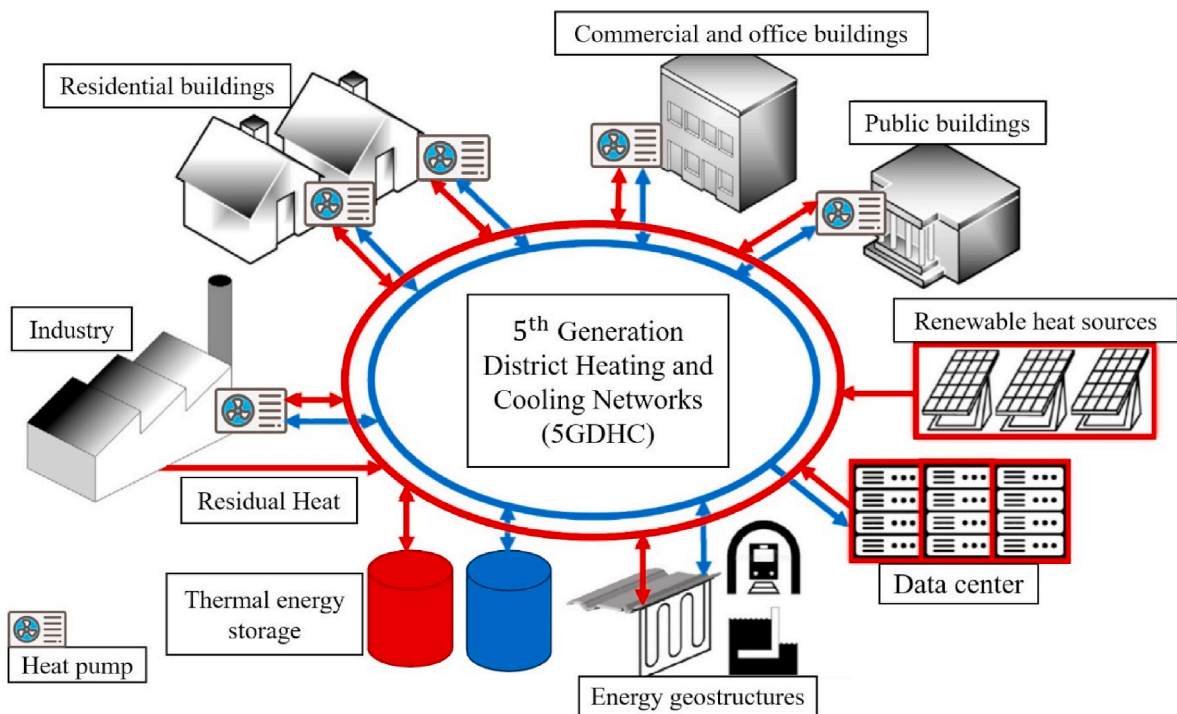 Commercial and office buildings
Residential buildings
Public buildings
Industry
5th Generation
District Heating and
Cooling Networks
(5GDHC)
Renewable heat sources
Residual Heat
Data center
Thermal energy
storage
Heat pump
Energy geostructures